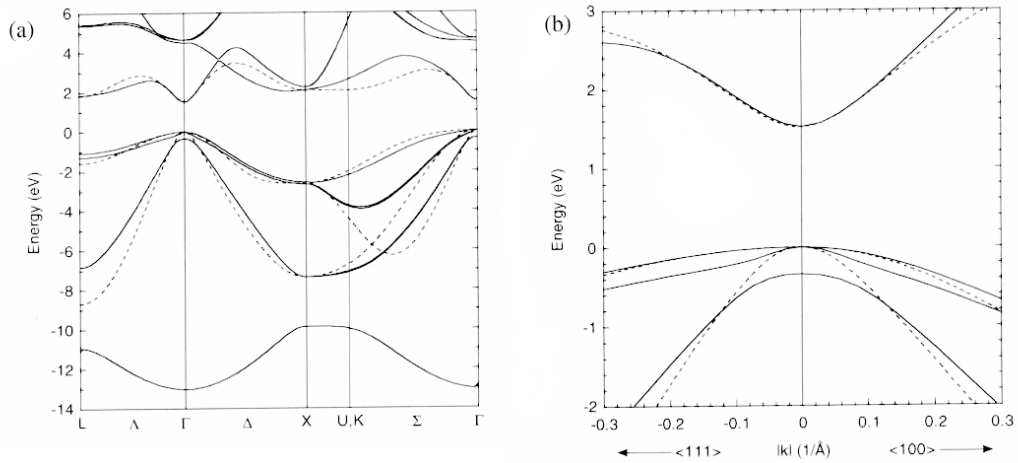 (a)
6
4
2
0
-2
-4
-6
-8
-10
-12
-14
Energy (eV)
L Λ Γ Δ X U,K Σ Γ
(b)
3
2
1
0
-1
-2
Energy (eV)
-0.3 -0.2 -0.1 0 0.1 0.2 0.3
<111> |k| (1/Å) <100>